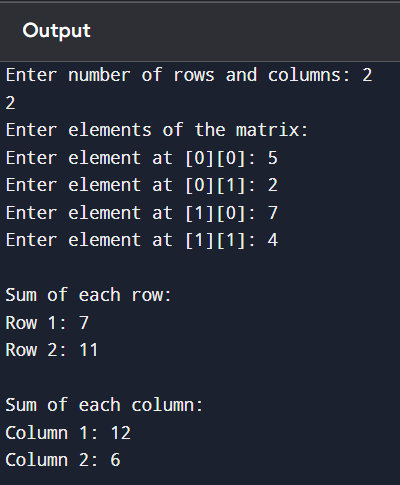 Output
Enter number of rows and columns: 2
2
Enter elements of the matrix:
Enter element at [0][0]: 5
Enter element at [0][1]: 2
Enter element at [1][0]: 7
Enter element at [1][1]: 4
Sum of each row:
Row 1: 7
Row 2: 11
Sum of each column:
Column 1: 12
Column 2: 6